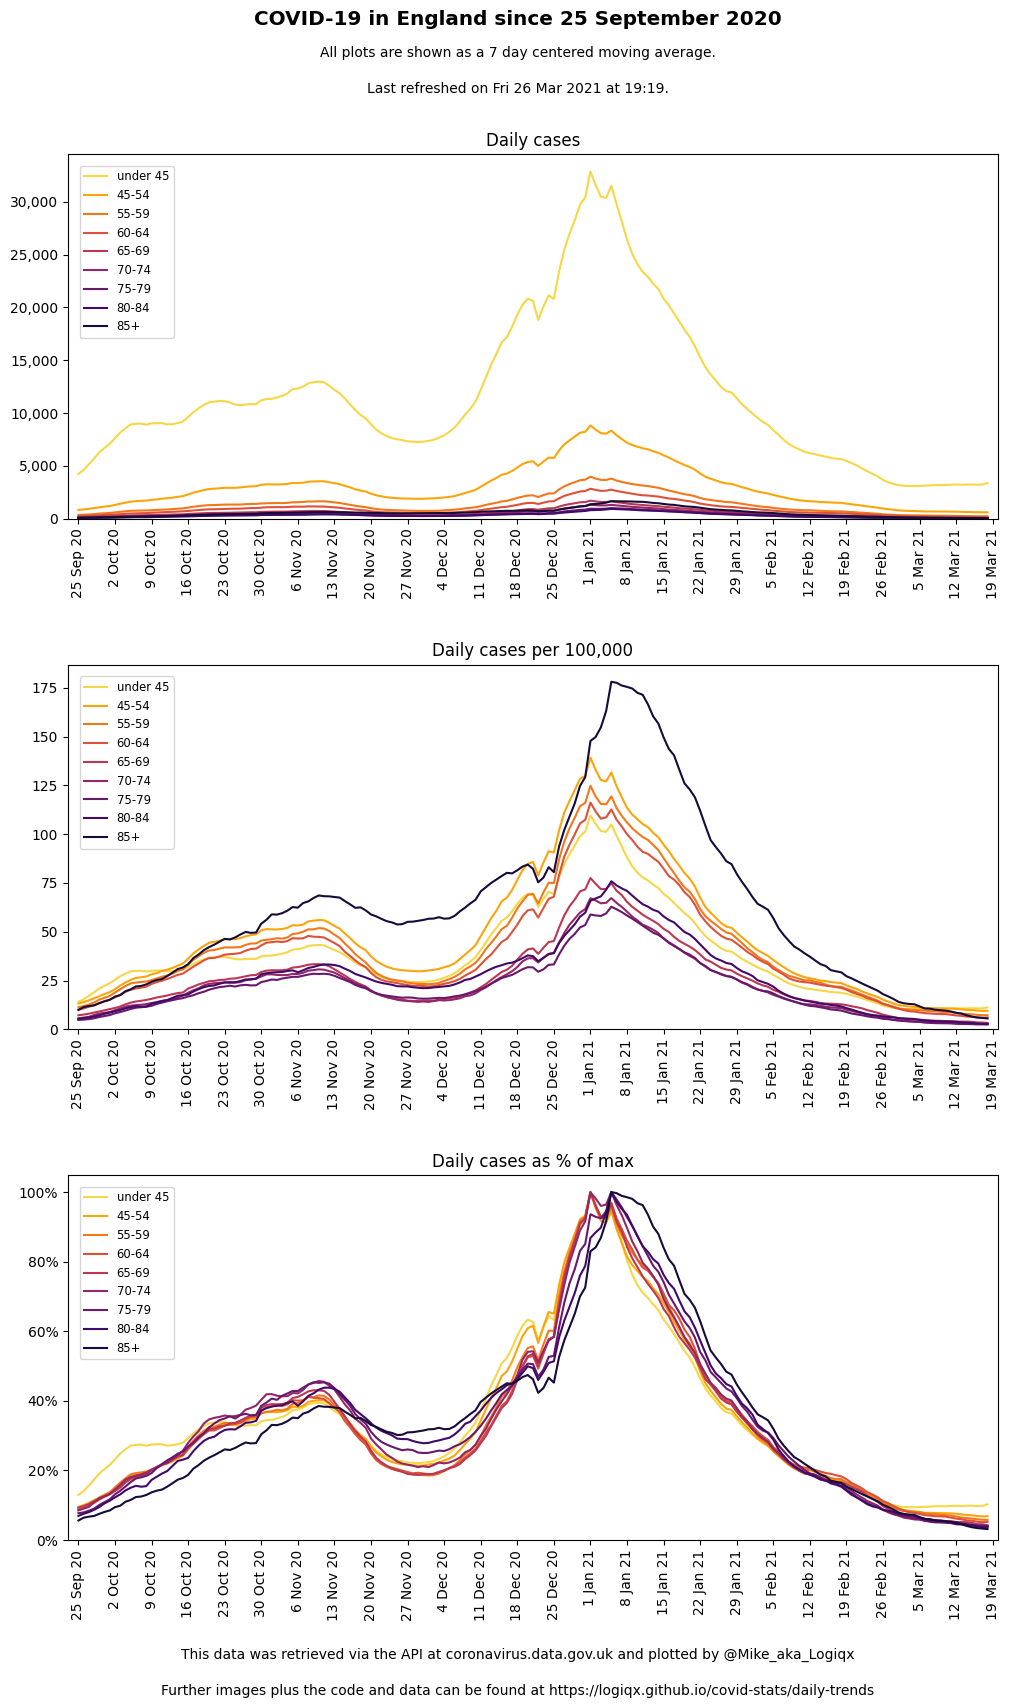 COVID-19 in England since 25 September 2020
All plots are shown as a 7 day centered moving average.
Last refreshed on Fri 26 Mar 2021 at 19:19.
Daily cases
under 45
45-54
55-59
60-64
65-69
70-74
75-79
80-84
85+
30,000
25,000
20,000
15,000
10,000
5,000
0
25 Sep 20
2 Oct 20
9 Oct 20
16 Oct 20
23 Oct 20
30 Oct 20
6 Nov 20
13 Nov 20
20 Nov 20
27 Nov 20
4 Dec 20
11 Dec 20
18 Dec 20
25 Dec 20
1 Jan 21
8 Jan 21
15 Jan 21
22 Jan 21
29 Jan 21
5 Feb 21
12 Feb 21
19 Feb 21
26 Feb 21
5 Mar 21
12 Mar 21
19 Mar 21
Daily cases per 100,000
under 45
45-54
55-59
60-64
65-69
70-74
75-79
80-84
85+
175
150
125
100
75
50
25
0
25 Sep 20
2 Oct 20
9 Oct 20
16 Oct 20
23 Oct 20
30 Oct 20
6 Nov 20
13 Nov 20
20 Nov 20
27 Nov 20
4 Dec 20
11 Dec 20
18 Dec 20
25 Dec 20
1 Jan 21
8 Jan 21
15 Jan 21
22 Jan 21
29 Jan 21
5 Feb 21
12 Feb 21
19 Feb 21
26 Feb 21
5 Mar 21
12 Mar 21
19 Mar 21
Daily cases as % of max
under 45
45-54
55-59
60-64
65-69
70-74
75-79
80-84
85+
100%
80%
60%
40%
20%
0%
25 Sep 20
2 Oct 20
9 Oct 20
16 Oct 20
23 Oct 20
30 Oct 20
6 Nov 20
13 Nov 20
20 Nov 20
27 Nov 20
4 Dec 20
11 Dec 20
18 Dec 20
25 Dec 20
1 Jan 21
8 Jan 21
15 Jan 21
22 Jan 21
29 Jan 21
5 Feb 21
12 Feb 21
19 Feb 21
26 Feb 21
5 Mar 21
12 Mar 21
19 Mar 21
This data was retrieved via the API at coronavirus.data.gov.uk and plotted by @Mike_aka_Logiqx
Further images plus the code and data can be found at https://logiqx.github.io/covid-stats/daily-trends